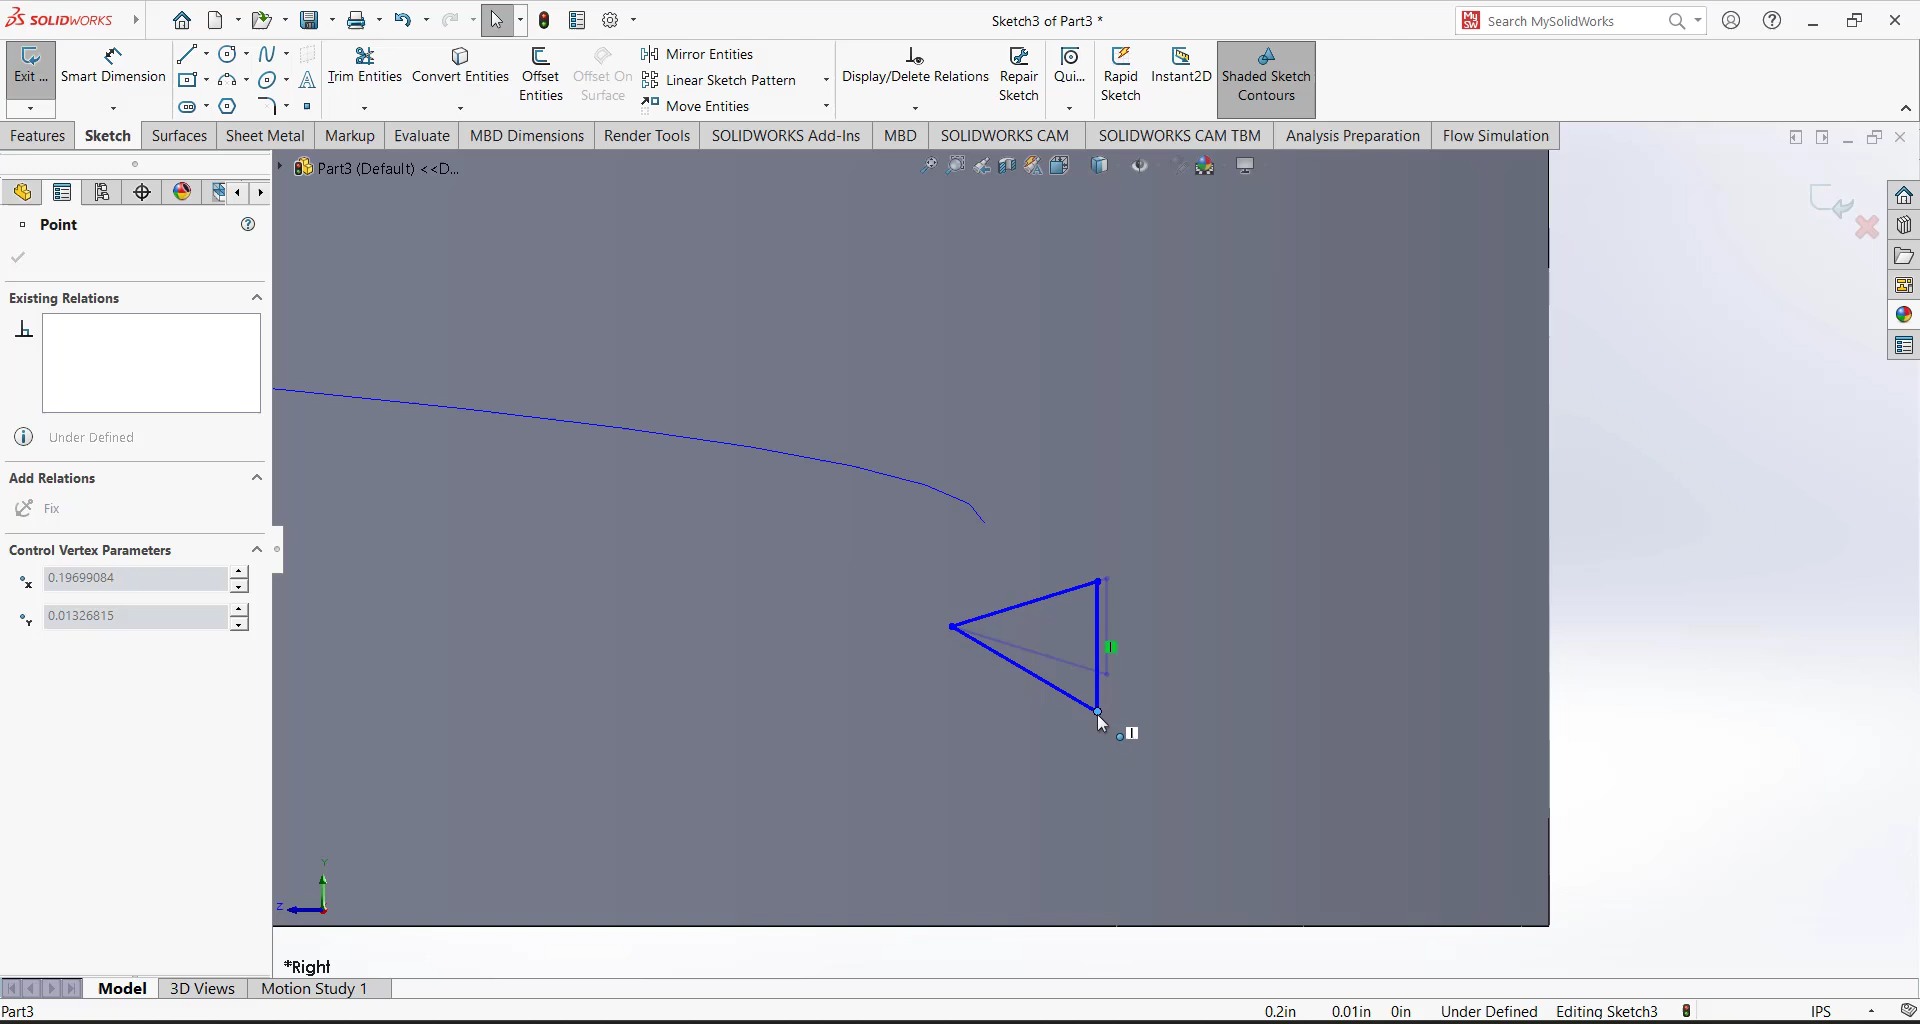 SOLIDWORKS
Sketch3 of Part3 *
MySW
Search MySolidWorks
Exit ...
Smart Dimension
Trim Entities
Convert Entities
Offset Entities
Offset On Surface
Mirror Entities
Linear Sketch Pattern
Move Entities
Display/Delete Relations
Repair Sketch
Qui...
Rapid Sketch
Instant2D
Shaded Sketch Contours
Features
Sketch
Surfaces
Sheet Metal
Markup
Evaluate
MBD Dimensions
Render Tools
SOLIDWORKS Add-Ins
MBD
SOLIDWORKS CAM
SOLIDWORKS CAM TBM
Analysis Preparation
Flow Simulation
Part3 (Default) <<D...
Point
Existing Relations
Under Defined
Add Relations
Fix
Control Vertex Parameters
x
0.19699084
Y
0.01326815
Y
Z
*Right
Model
3D Views
Motion Study 1
Part3
0.2in
0.01in
0in
Under Defined
Editing Sketch3
IPS